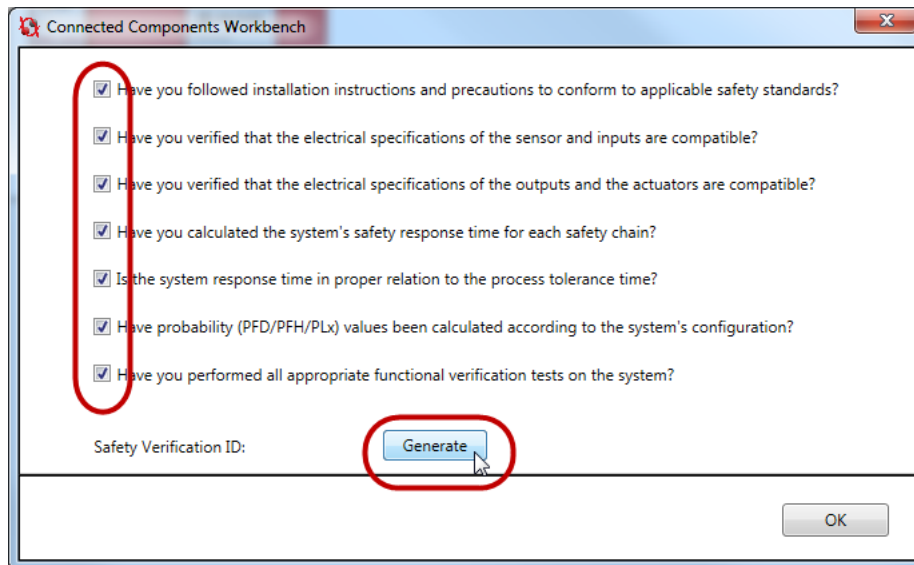 Connected Components Workbench
Have you followed installation instructions and precautions to conform to applicable safety standards?
Have you verified that the electrical specifications of the sensor and inputs are compatible?
Have you verified that the electrical specifications of the outputs and the actuators are compatible?
Have you calculated the system's safety response time for each safety chain?
Is the system response time in proper relation to the process tolerance time?
Have probability (PFD/PFH/PLx) values been calculated according to the system's configuration?
Have you performed all appropriate functional verification tests on the system?
Safety Verification ID: Generate
OK